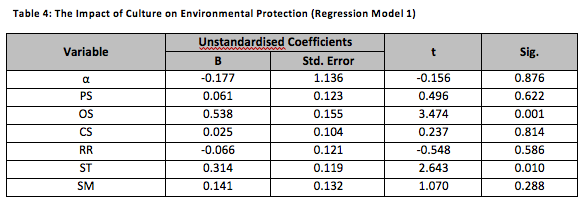 Table 4: The Impact of Culture on Environmental Protection (Regression Model 1)
Variable Unstandardised Coefficients t Sig.
B Std. Error
α -0.177 1.136 -0.156 0.876
PS 0.061 0.123 0.496 0.622
OS 0.538 0.155 3.474 0.001
CS 0.025 0.104 0.237 0.814
RR -0.066 0.121 -0.548 0.586
ST 0.314 0.119 2.643 0.010
SM 0.141 0.132 1.070 0.288